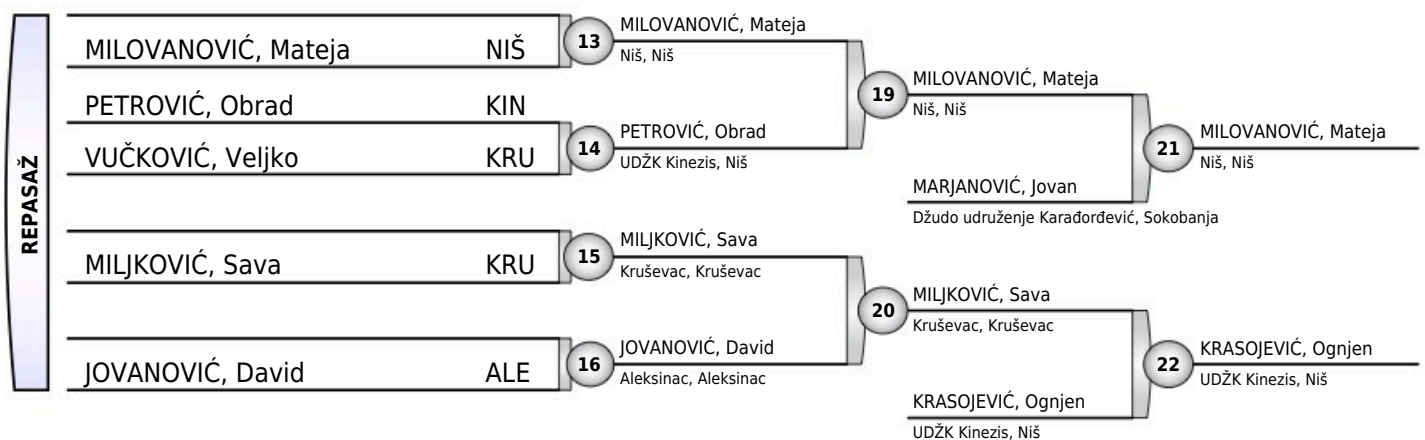 REPASAŽ
MILOVANOVIĆ, Mateja NIŠ
PETROVIĆ, Obrad KIN
VUČKOVIĆ, Veljko KRU
MILJKOVIĆ, Sava KRU
JOVANOVIĆ, David ALE
13
MILOVANOVIĆ, Mateja
Niš, Niš
14
PETROVIĆ, Obrad
UDŽK Kinezis, Niš
15
MILJKOVIĆ, Sava
Kruševac, Kruševac
16
JOVANOVIĆ, David
Aleksinac, Aleksinac
19
MILOVANOVIĆ, Mateja
Niš, Niš
MARJANOVIĆ, Jovan
Džudo udruženje Karađorđević, Sokobanja
20
MILJKOVIĆ, Sava
Kruševac, Kruševac
KRASOJEVIĆ, Ognjen
UDŽK Kinezis, Niš
21
MILOVANOVIĆ, Mateja
Niš, Niš
22
KRASOJEVIĆ, Ognjen
UDŽK Kinezis, Niš